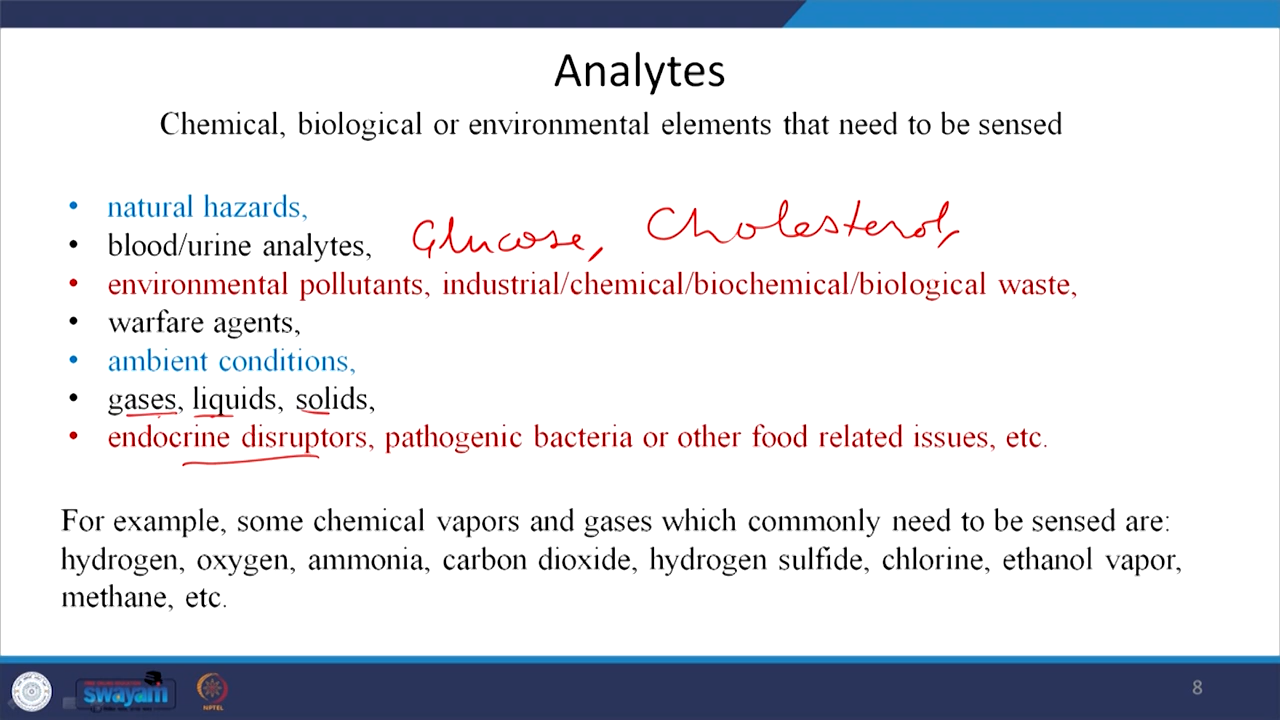 Analytes
Chemical, biological or environmental elements that need to be sensed
• natural hazards,
• blood/urine analytes, Glucose, Cholesterol,
• environmental pollutants, industrial/chemical/biochemical/biological waste,
• warfare agents,
• ambient conditions,
• gases, liquids, solids,
• endocrine disruptors, pathogenic bacteria or other food related issues, etc.
For example, some chemical vapors and gases which commonly need to be sensed are:
hydrogen, oxygen, ammonia, carbon dioxide, hydrogen sulfide, chlorine, ethanol vapor,
methane, etc.
swayam NPTEL 8